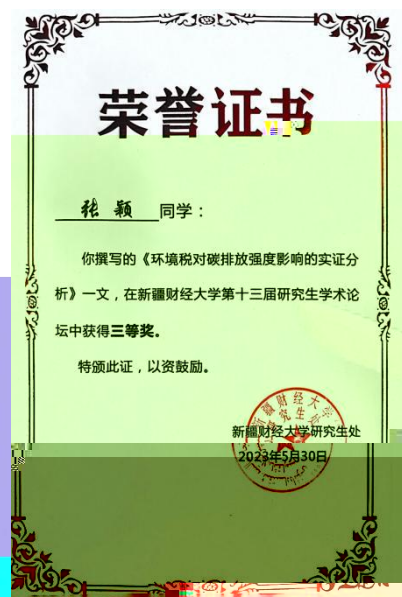 荣誉证书
张颖 同学：
你撰写的《环境税对碳排放强度影响的实证分
析》一文，在新疆财经大学第十三届研究生学术论
坛中获得三等奖。
特颁此证，以资鼓励。
新疆财经大学研究生处
2023年5月30日